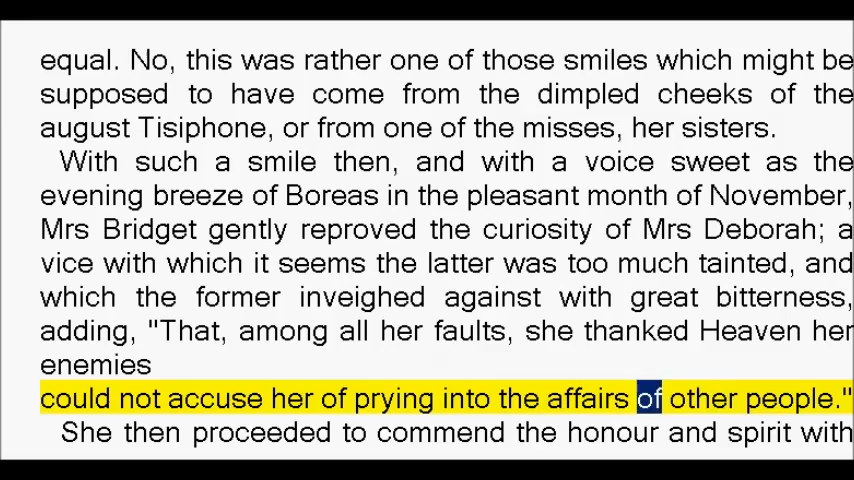 equal. No, this was rather one of those smiles which might be
supposed to have come from the dimpled cheeks of the
august Tisiphone, or from one of the misses, her sisters.
With such a smile then, and with a voice sweet as the
evening breeze of Boreas in the pleasant month of November,
Mrs Bridget gently reproved the curiosity of Mrs Deborah; a
vice with which it seems the latter was too much tainted, and
which the former inveighed against with great bitterness,
adding, "That, among all her faults, she thanked Heaven her
enemies
could not accuse her of prying into the affairs of other people."
She then proceeded to commend the honour and spirit with